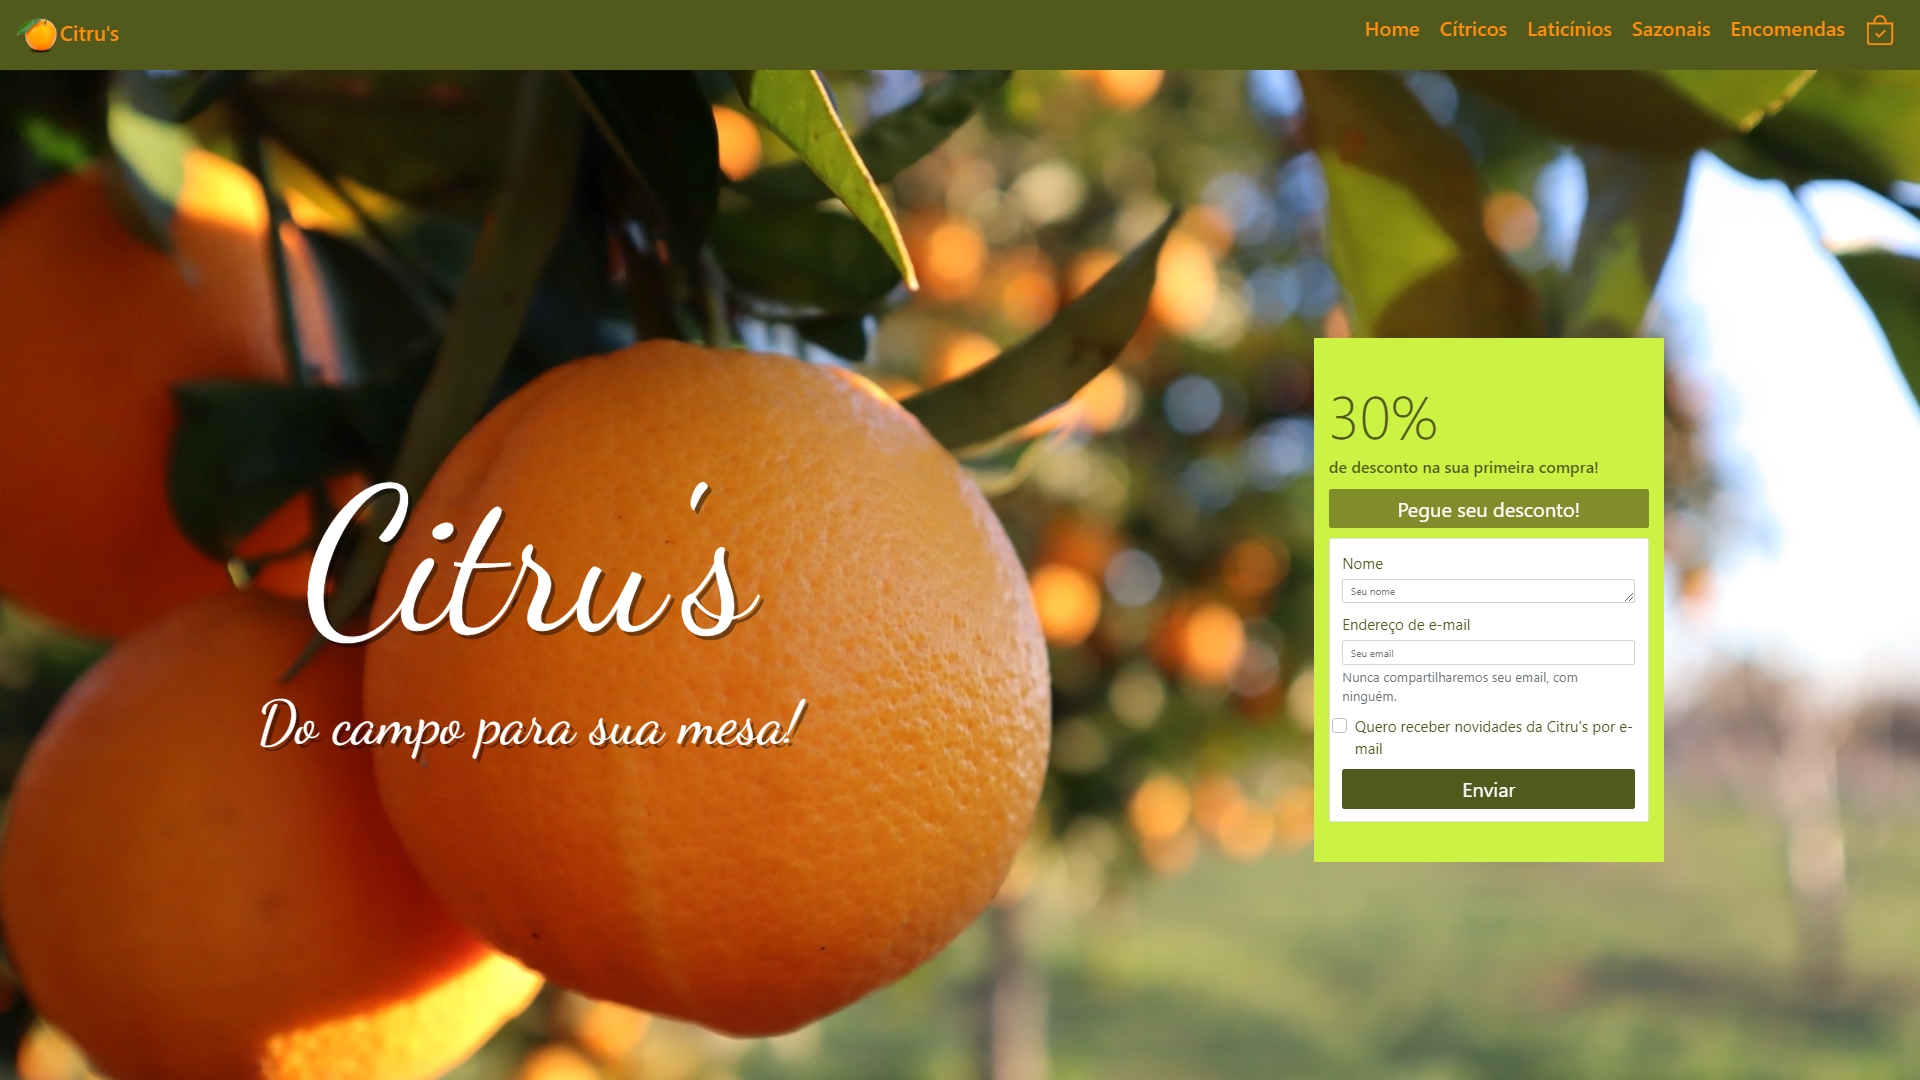 Citru's
Home Cítricos Laticínios Sazonais Encomendas
Citru's
Do campo para sua mesa!
30%
de desconto na sua primeira compra!
Pegue seu desconto!
Nome
Seu nome
Endereço de e-mail
Seu email
Nunca compartilharemos seu email, com
ninguém.
Quero receber novidades da Citru's por e-
mail
Enviar